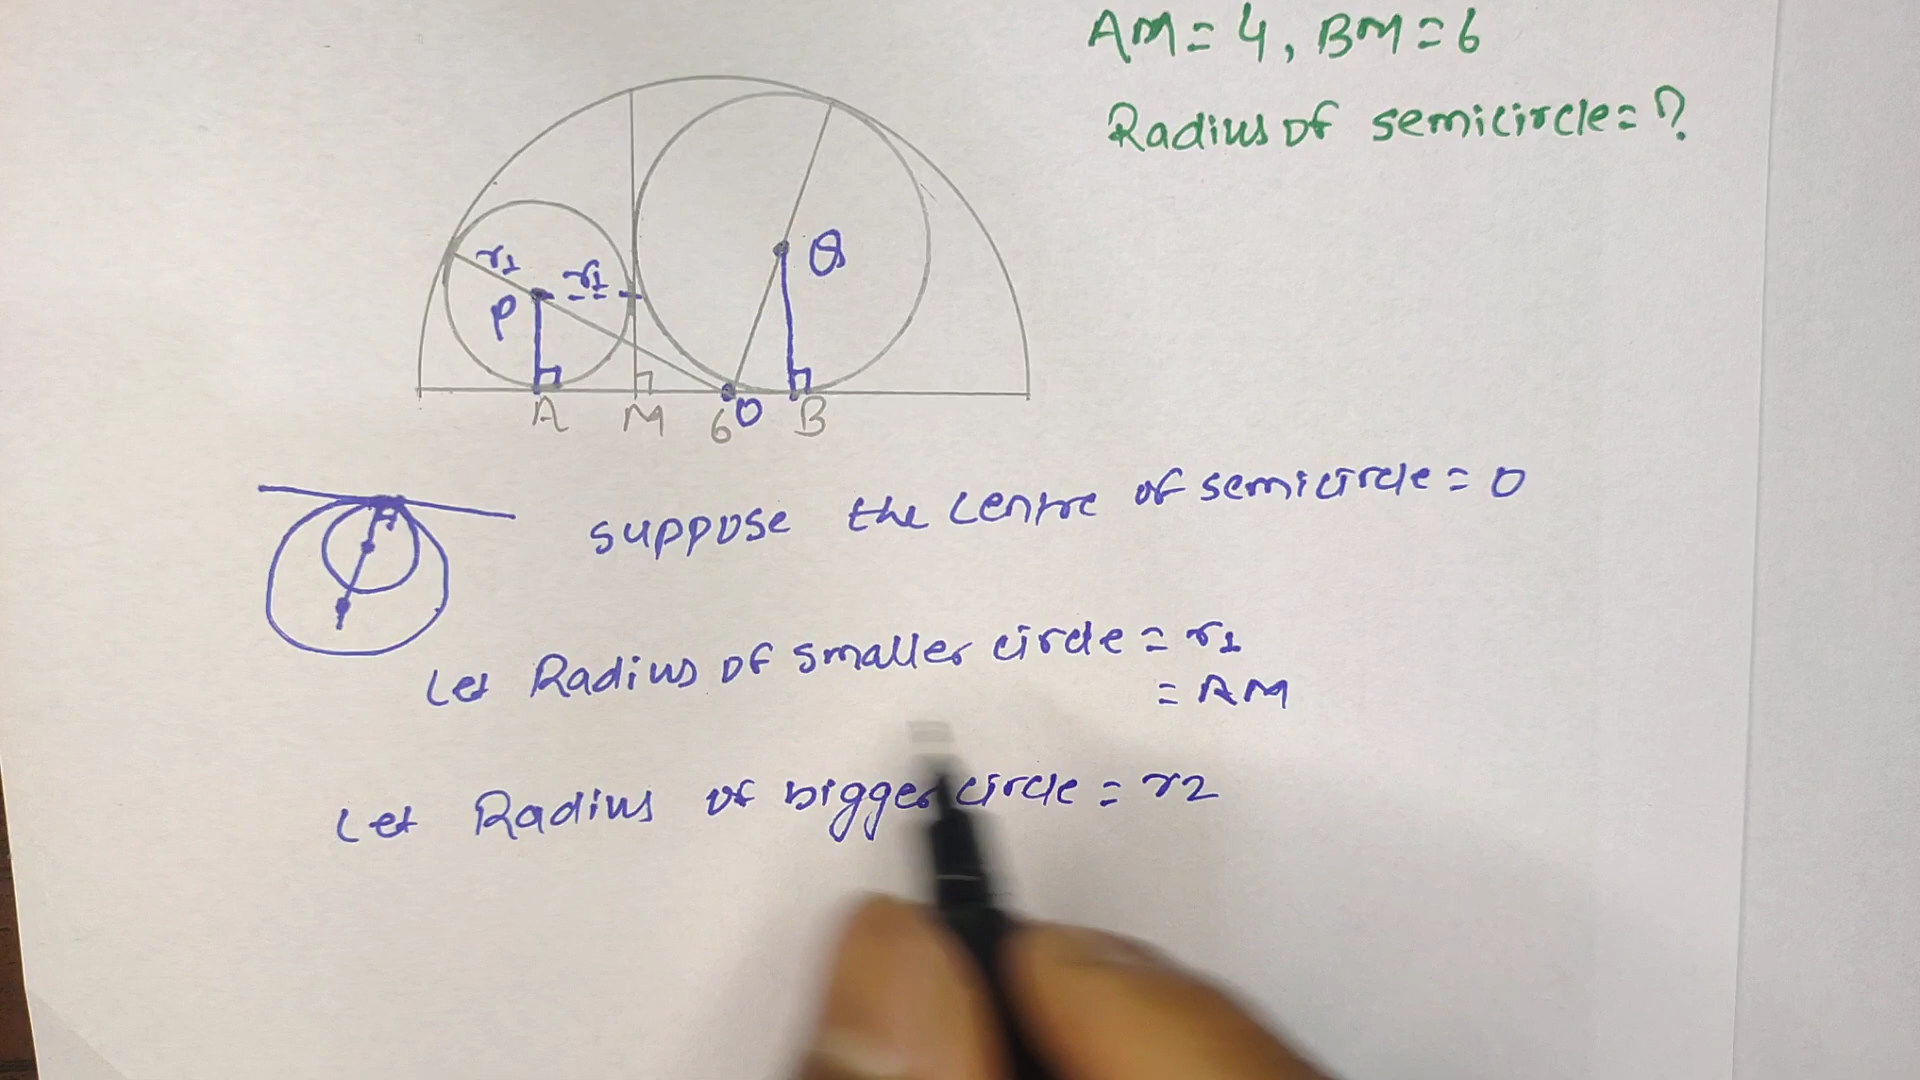 AM = 4, BM = 6
Radius of semicircle = ?
r1
r1
P
Q
A M 6 O B
suppose the centre of semicircle = O
Let Radius of smaller circle = r1
= AM
Let Radius of bigger circle = r2